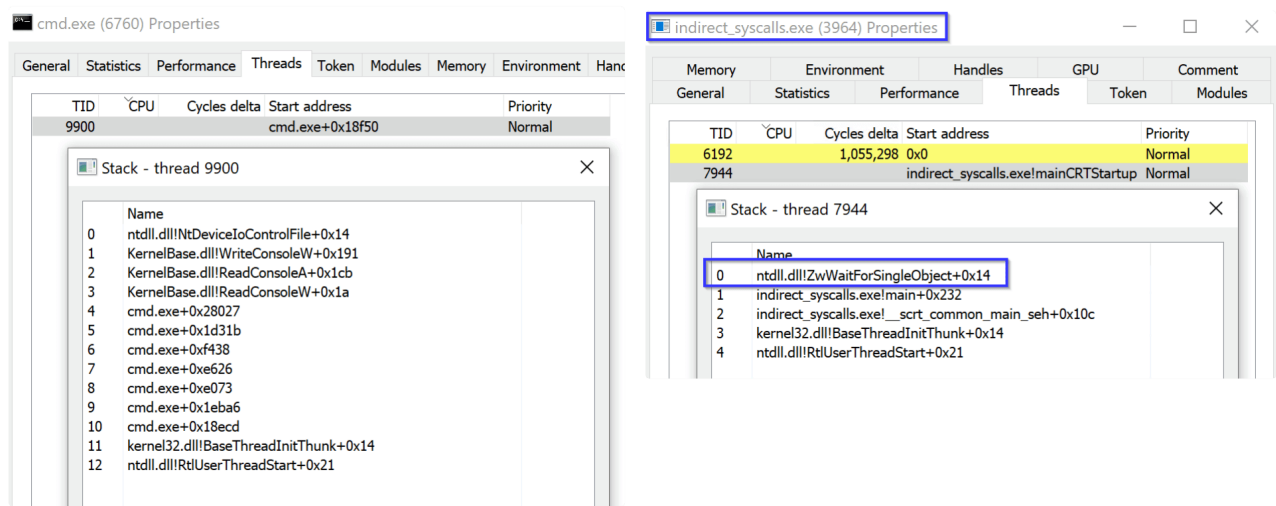 cmd.exe (6760) Properties
General Statistics Performance Threads Token Modules Memory Environment Hand
TID CPU Cycles delta Start address Priority
9900 cmd.exe+0x18f50 Normal
Stack - thread 9900
Name
0 ntdll.dll!NtDeviceIoControlFile+0x14
1 KernelBase.dll!WriteConsoleW+0x191
2 KernelBase.dll!ReadConsoleA+0x1cb
3 KernelBase.dll!ReadConsoleW+0x1a
4 cmd.exe+0x28027
5 cmd.exe+0x1d31b
6 cmd.exe+0xf438
7 cmd.exe+0xe626
8 cmd.exe+0xe073
9 cmd.exe+0x1eba6
10 cmd.exe+0x18ecd
11 kernel32.dll!BaseThreadInitThunk+0x14
12 ntdll.dll!RtlUserThreadStart+0x21
indirect_syscalls.exe (3964) Properties
Memory Environment Handles GPU Comment
General Statistics Performance Threads Token Modules
TID CPU Cycles delta Start address Priority
6192 1,055,298 0x0 Normal
7944 indirect_syscalls.exe!mainCRTStartup Normal
Stack - thread 7944
Name
0 ntdll.dll!ZwWaitForSingleObject+0x14
1 indirect_syscalls.exe!main+0x232
2 indirect_syscalls.exe!__scrt_common_main_seh+0x10c
3 kernel32.dll!BaseThreadInitThunk+0x14
4 ntdll.dll!RtlUserThreadStart+0x21